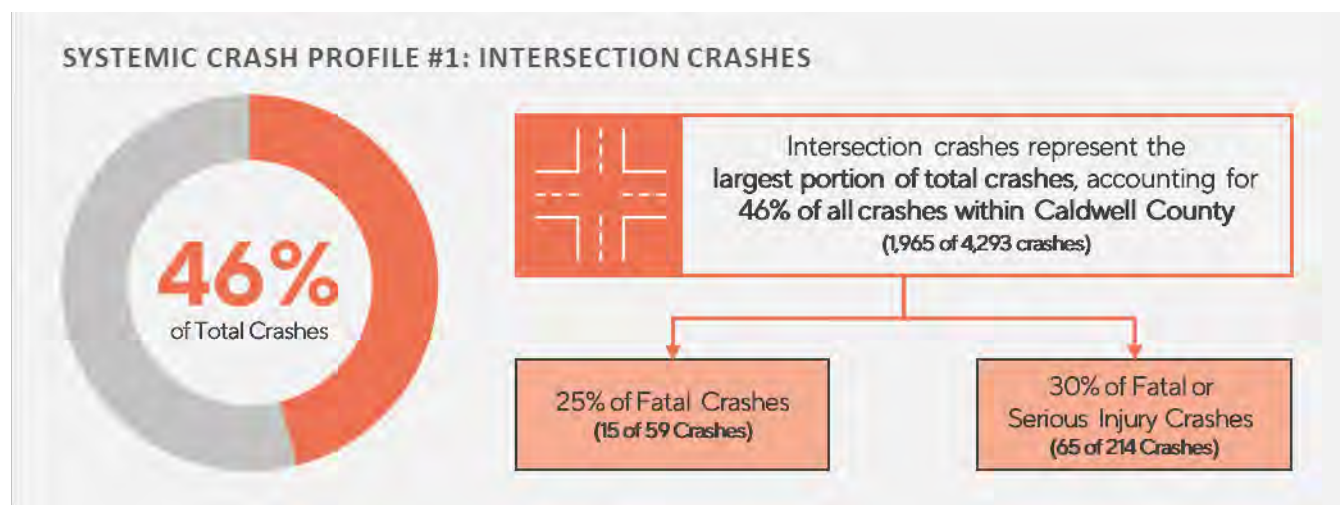 SYSTEMIC CRASH PROFILE #1: INTERSECTION CRASHES
46%
of Total Crashes
Intersection crashes represent the
largest portion of total crashes, accounting for
46% of all crashes within Caldwell County
(1,965 of 4,293 crashes)
25% of Fatal Crashes
(15 of 59 Crashes)
30% of Fatal or
Serious Injury Crashes
(65 of 214 Crashes)